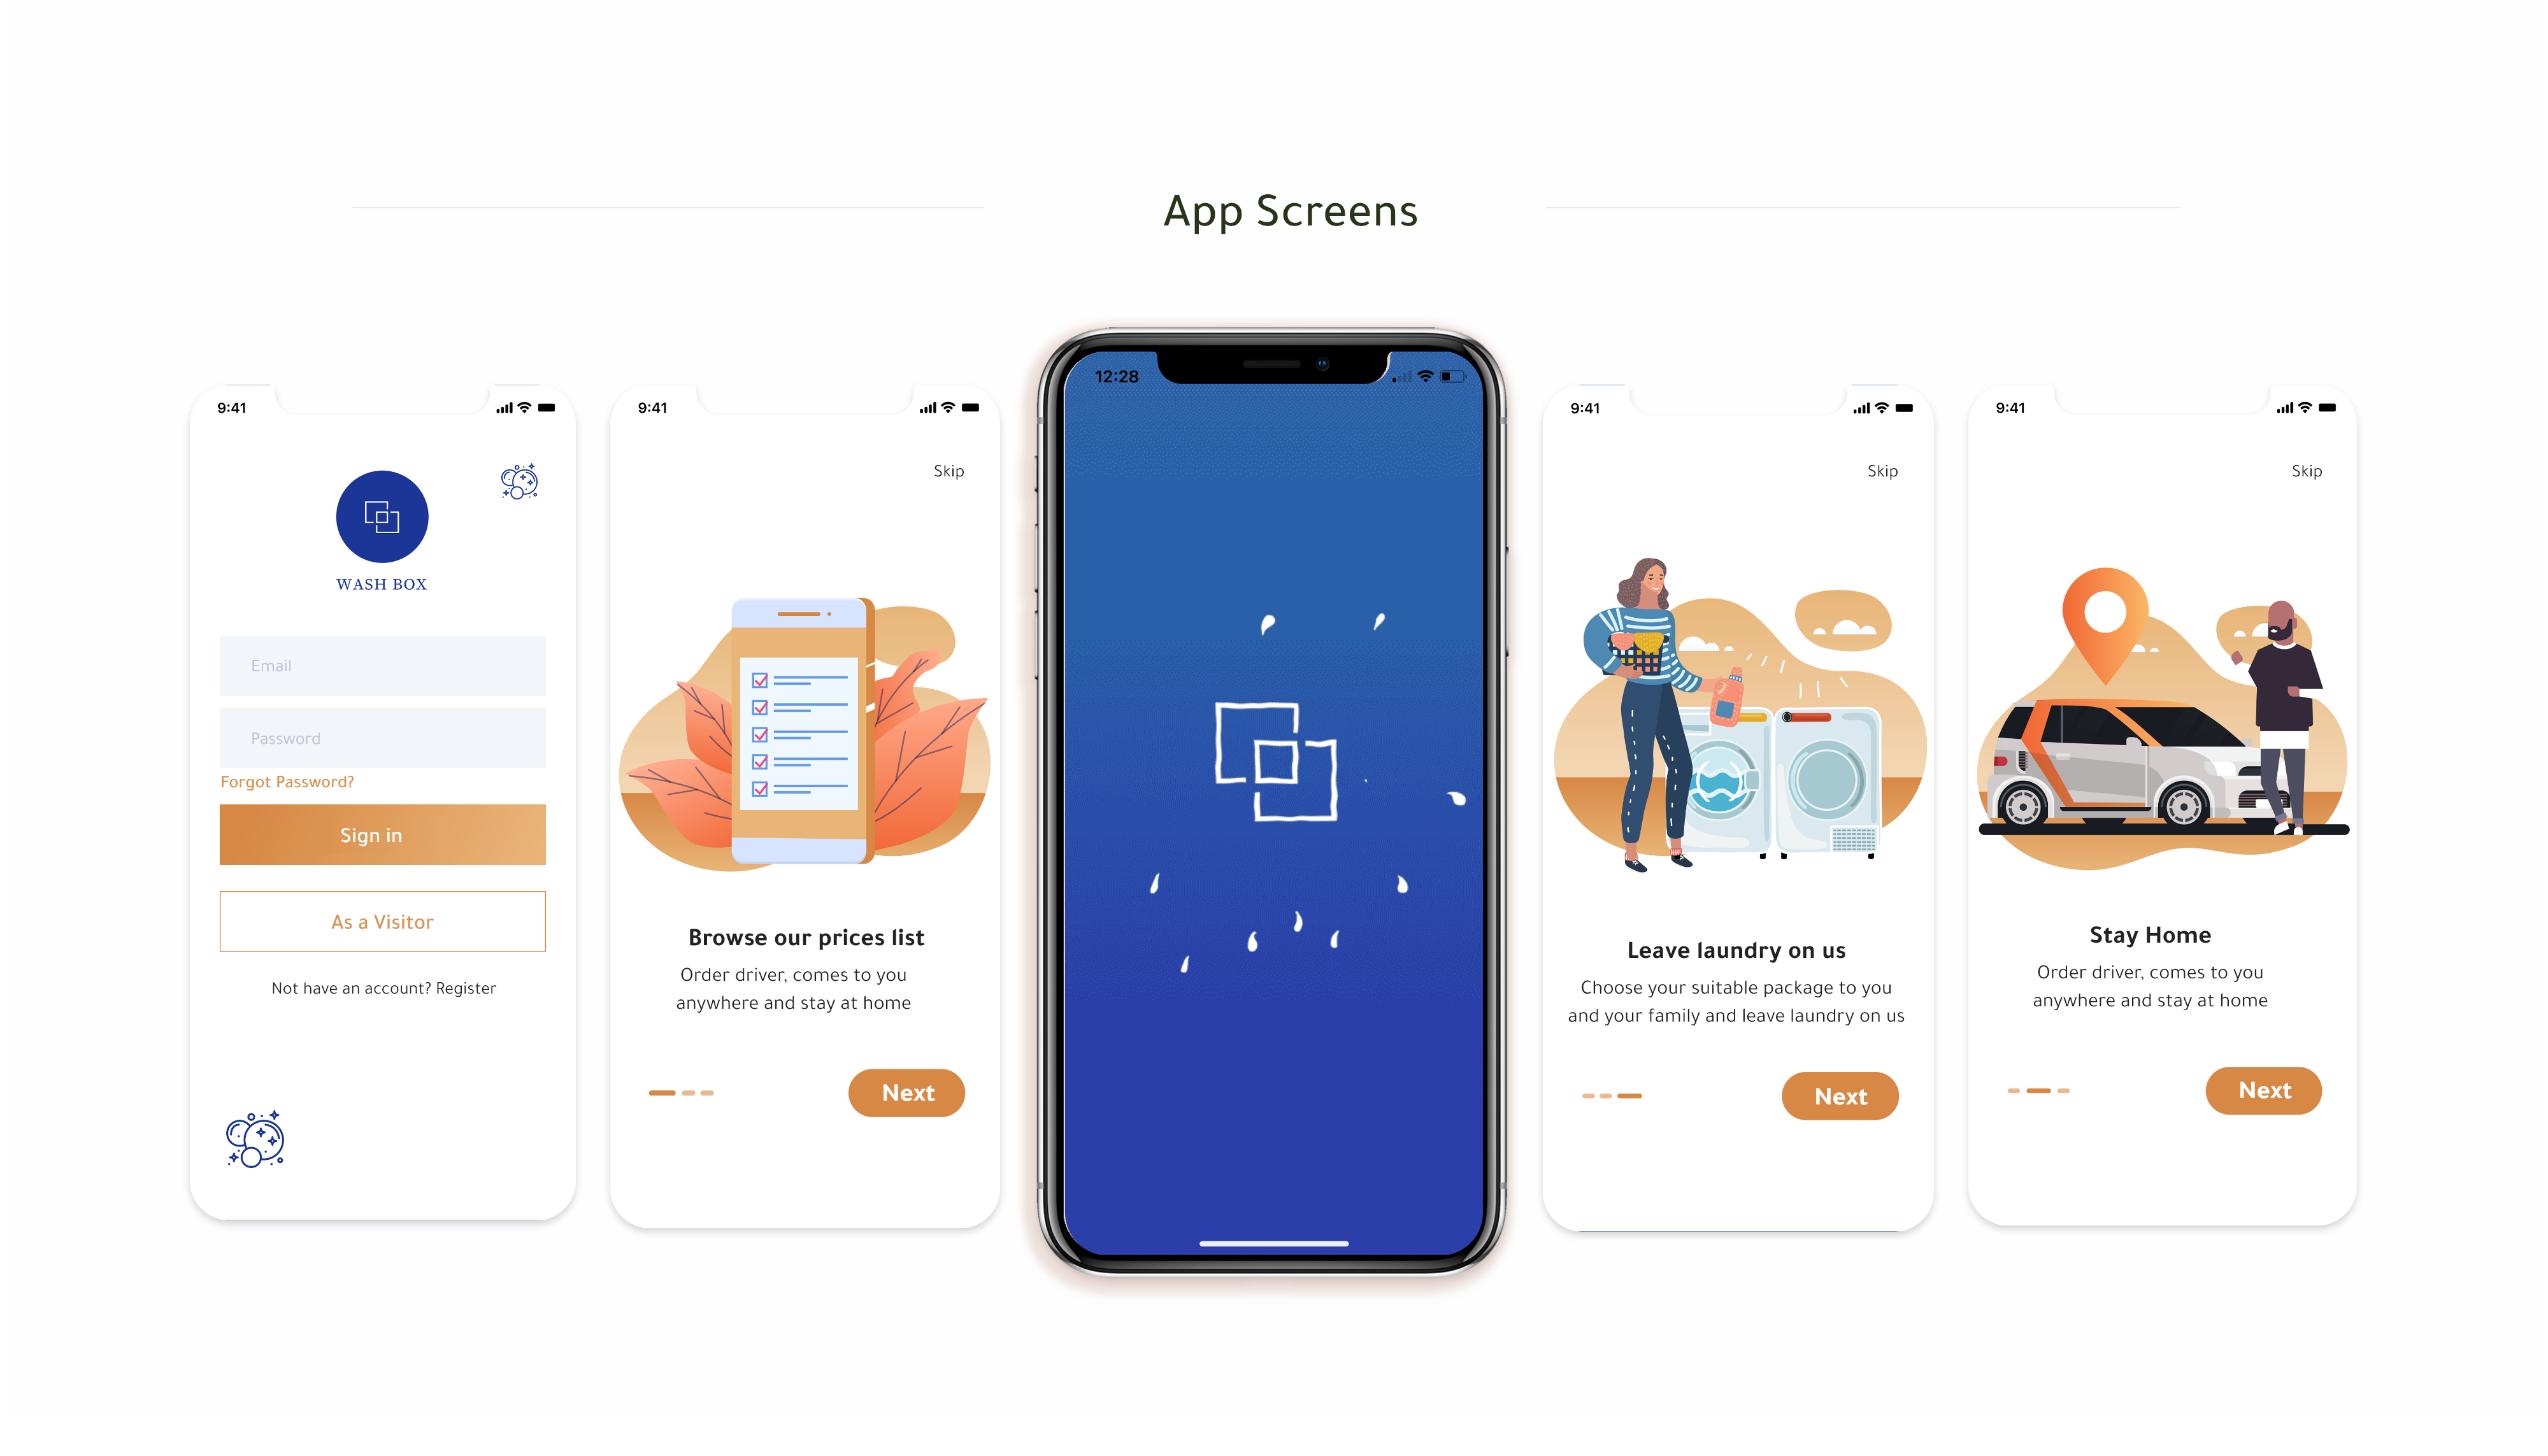 App Screens
9:41
WASH BOX
Email
Password
Forgot Password?
Sign in
As a Visitor
Not have an account? Register
9:41
Skip
Browse our prices list
Order driver, comes to you
anywhere and stay at home
Next
12:28
9:41
Skip
Leave laundry on us
Choose your suitable package to you
and your family and leave laundry on us
Next
9:41
Skip
Stay Home
Order driver, comes to you
anywhere and stay at home
Next